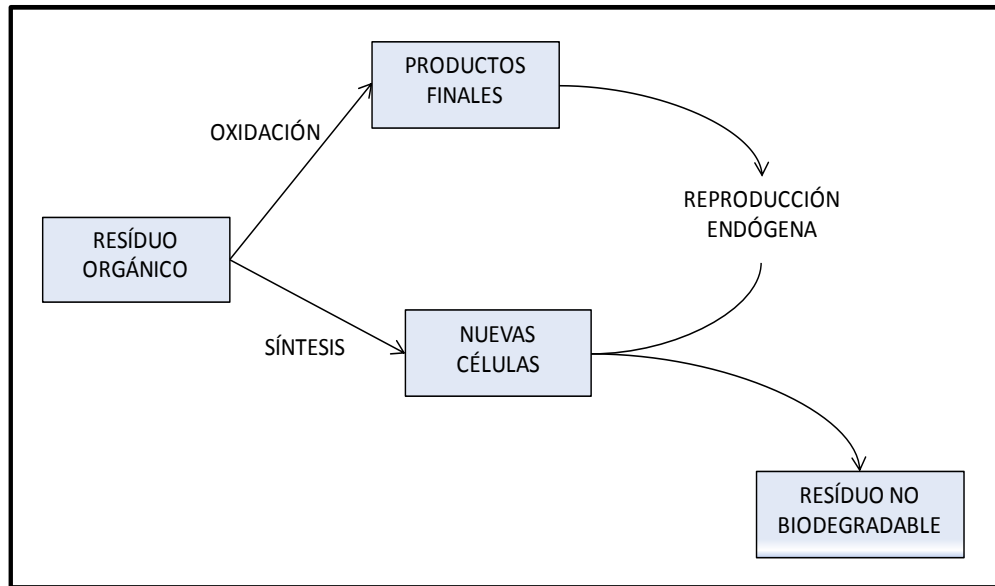 PRODUCTOS
FINALES
OXIDACIÓN
REPRODUCCIÓN
ENDÓGENA
RESÍDUO
ORGÁNICO
SÍNTESIS
NUEVAS
CÉLULAS
RESÍDUO NO
BIODEGRADABLE